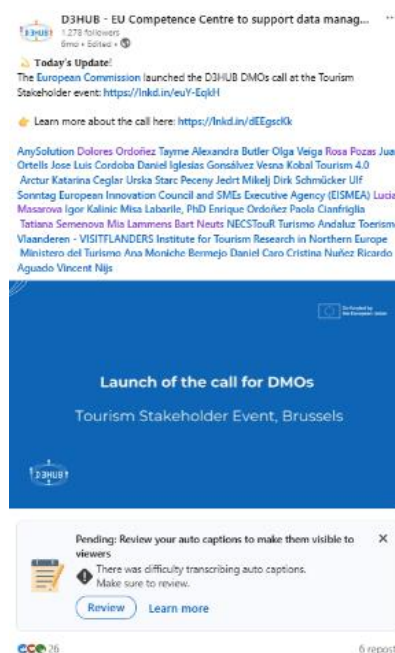 D3HUB - EU Competence Centre to support data manag...
1,278 followers
6mo • Edited •
Today's Update!
The European Commission launched the D3HUB DMOs call at the Tourism
Stakeholder event: https://lnkd.in/euY-EqkH
Learn more about the call here: https://lnkd.in/dEEgscKk
AnySolution Dolores Ordoñez Tayrne Alexandra Butler Olga Veiga Rosa Pozas Jua
Ortells Jose Luis Cordoba Daniel Iglesias Gonsálvez Vesna Kobal Tourism 4.0
Arctur Katarina Ceglar Urska Starc Peceny Jedrt Mikelj Dirk Schmücker Ulf
Sonntag European Innovation Council and SMEs Executive Agency (EISMEA) Lucia
Masarova Igor Kalinic Misa Labarile, PhD Enrique Ordoñez Paola Cianfriglia
Tatiana Semenova Mia Lammens Bart Neuts NECSTouR Turismo Andaluz Toerism
Vlaanderen - VISITFLANDERS Institute for Tourism Research in Northern Europe
Ministero del Turismo Ana Moniche Bermejo Daniel Caro Cristina Nuñez Ricardo
Aguado Vincent Nijs
Co-funded by
the European Union
Launch of the call for DMOs
Tourism Stakeholder Event, Brussels
D3HUB
Pending: Review your auto captions to make them visible to
viewers
There was difficulty transcribing auto captions.
Make sure to review.
Review Learn more
26 6 repost